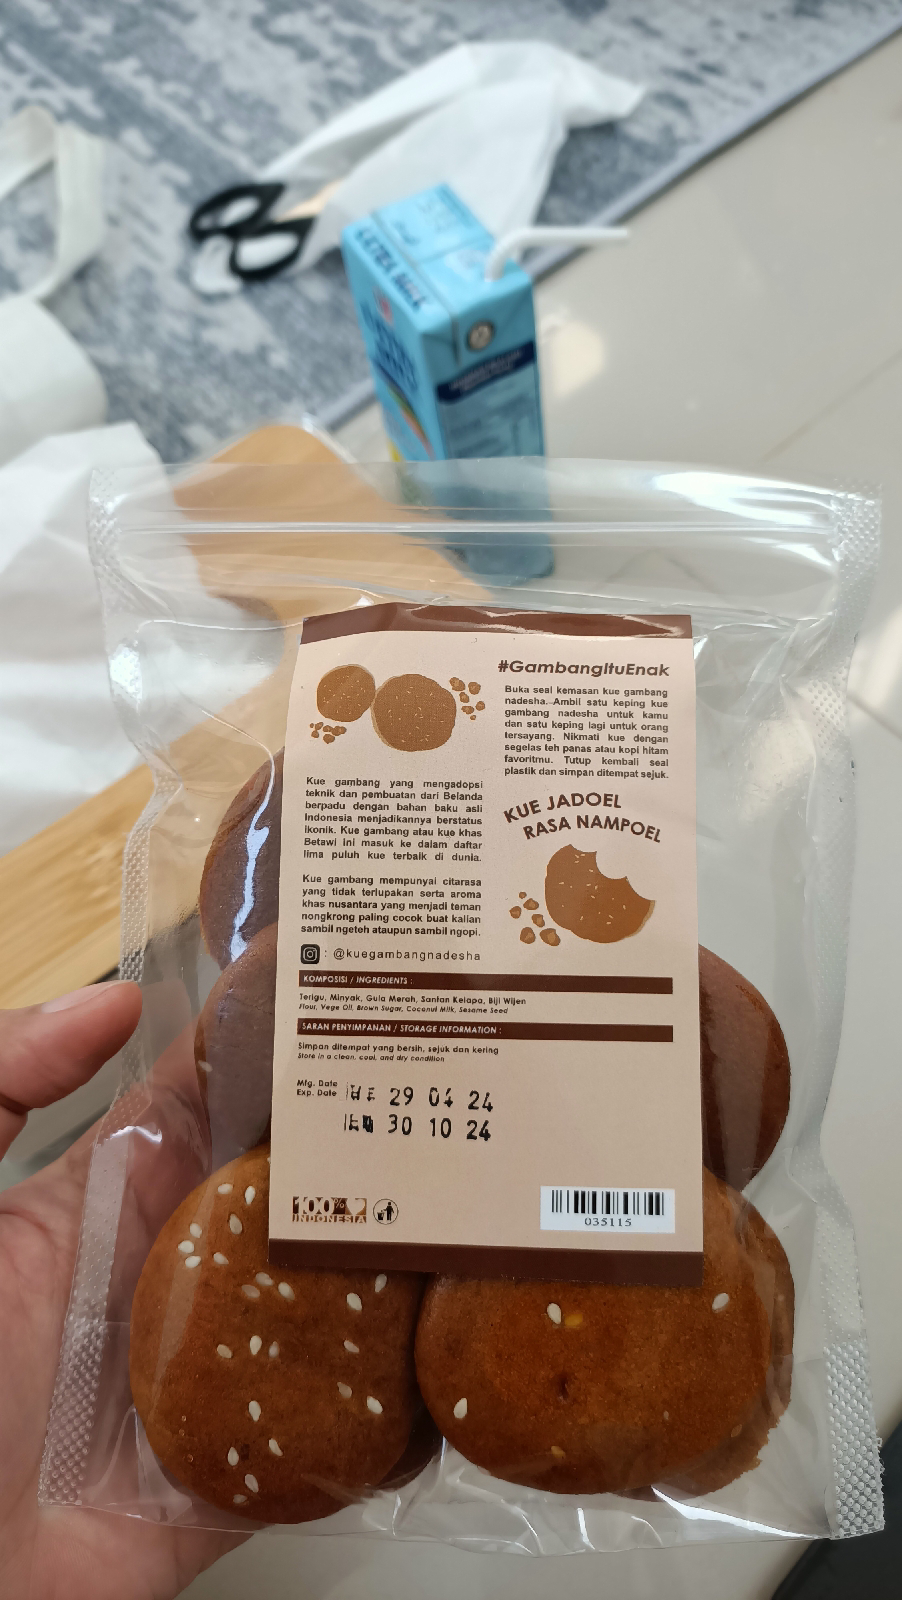 #GambangItuEnak
Buka seal kemasan kue gambang
nadesha. Ambil satu keping kue
gambang nadesha untuk kamu
dan satu keping lagi untuk orang
tersayang. Nikmati kue dengan
segelas teh panas atau kopi hitam
favoritmu. Tutup kembali seal
plastik dan simpan ditempat sejuk.
KUE JADOEL
RASA NAMPOEL
Kue gambang yang mengadopsi
teknik dan pembuatan dari Belanda
berpadu dengan bahan baku asli
Indonesia menjadikannya berstatus
ikonik. Kue gambang atau kue khas
Betawi ini masuk ke dalam daftar
lima puluh kue terbaik di dunia.
Kue gambang mempunyai citarasa
yang tidak terlupakan serta aroma
khas nusantara yang menjadi teman
nongkrong paling cocok buat kalian
sambil ngeteh ataupun sambil ngopi.
: @kuegambangnadesha
KOMPOSISI / INGREDIENTS :
Terigu, Minyak, Gula Merah, Santan Kelapa, Biji Wijen
Flour, Vege Oil, Brown Sugar, Coconut Milk, Sesame Seed
SARAN PENYIMPANAN / STORAGE INFORMATION :
Simpan ditempat yang bersih, sejuk dan kering
Store in a clean, cool, and dry condition
Mfg. Date 29 04 24
Exp. Date 30 10 24
100%
INDONESIA
035115